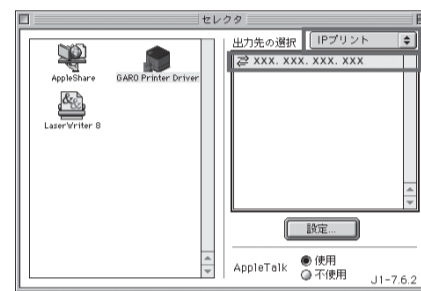 セレクタ
出力先の選択 IPプリント
XXX. XXX. XXX. XXX
AppleShare GARO Printer Driver
LaserWriter 8
設定...
AppleTalk
使用
不使用
J1-7.6.2